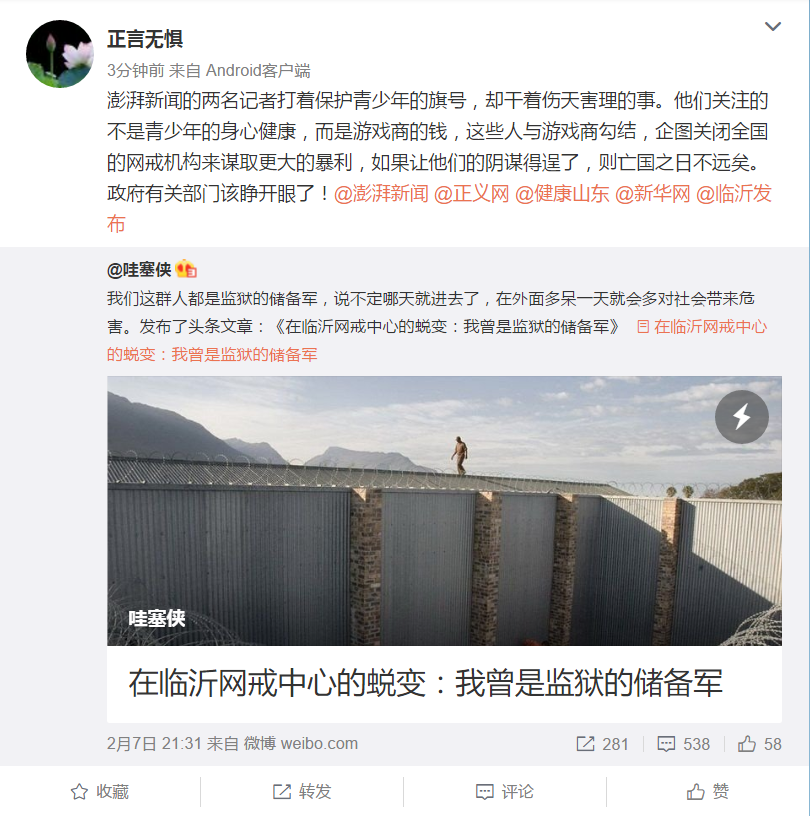 正言无惧
3分钟前 来自 Android客户端
澎湃新闻的两名记者打着保护青少年的旗号，却干着伤天害理的事。他们关注的
不是青少年的身心健康，而是游戏商的钱，这些人与游戏商勾结，企图关闭全国
的网戒机构来谋取更大的暴利，如果让他们的阴谋得逞了，则亡国之日不远矣。
政府有关部门该睁开眼了！@澎湃新闻 @正义网 @健康山东 @新华网 @临沂发
布
@哇塞侠
我们这群人都是监狱的储备军，说不定哪天就进去了，在外面多呆一天就会多对社会带来危
害。发布了头条文章：《在临沂网戒中心的蜕变：我曾是监狱的储备军》 在临沂网戒中心
的蜕变：我曾是监狱的储备军
哇塞侠
在临沂网戒中心的蜕变：我曾是监狱的储备军
2月7日 21:31 来自 微博 weibo.com 281 538 58
收藏 转发 评论 赞